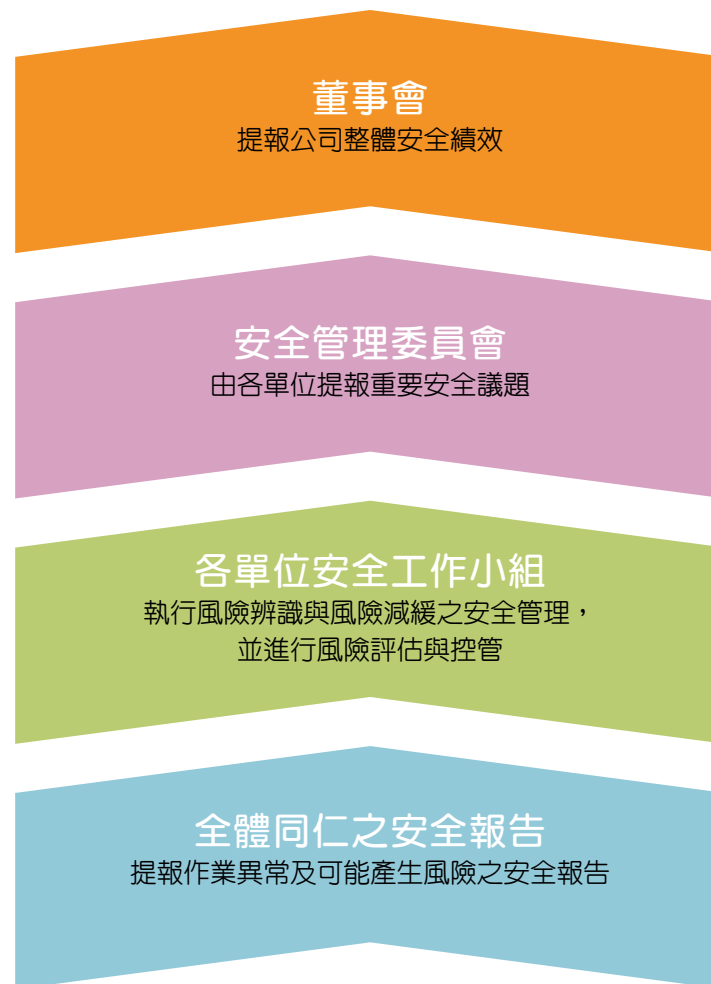 董事會
提報公司整體安全績效
安全管理委員會
由各單位提報重要安全議題
各單位安全工作小組
執行風險辨識與風險減緩之安全管理，
並進行風險評估與控管
全體同仁之安全報告
提報作業異常及可能產生風險之安全報告